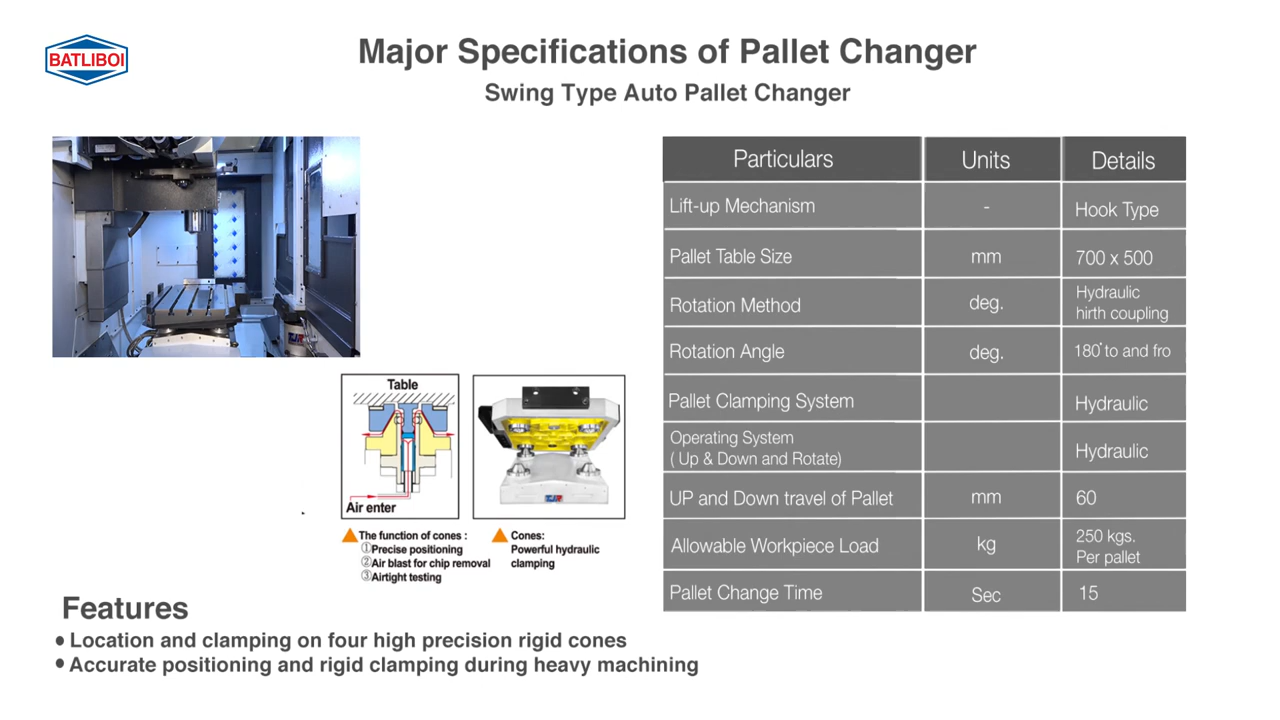 BATLIBOI
Major Specifications of Pallet Changer
Swing Type Auto Pallet Changer
Particulars Units Details
Lift-up Mechanism - Hook Type
Pallet Table Size mm 700 x 500
Rotation Method deg. Hydraulic
hirth coupling
Rotation Angle deg. 180° to and fro
Pallet Clamping System Hydraulic
Operating System
( Up & Down and Rotate) Hydraulic
UP and Down travel of Pallet mm 60
Allowable Workpiece Load kg 250 kgs.
Per pallet
Pallet Change Time Sec 15
TJR
Table
Air enter
TJR
The function of cones :
①Precise positioning
②Air blast for chip removal
③Airtight testing
Cones:
Powerful hydraulic
clamping
Features
• Location and clamping on four high precision rigid cones
• Accurate positioning and rigid clamping during heavy machining